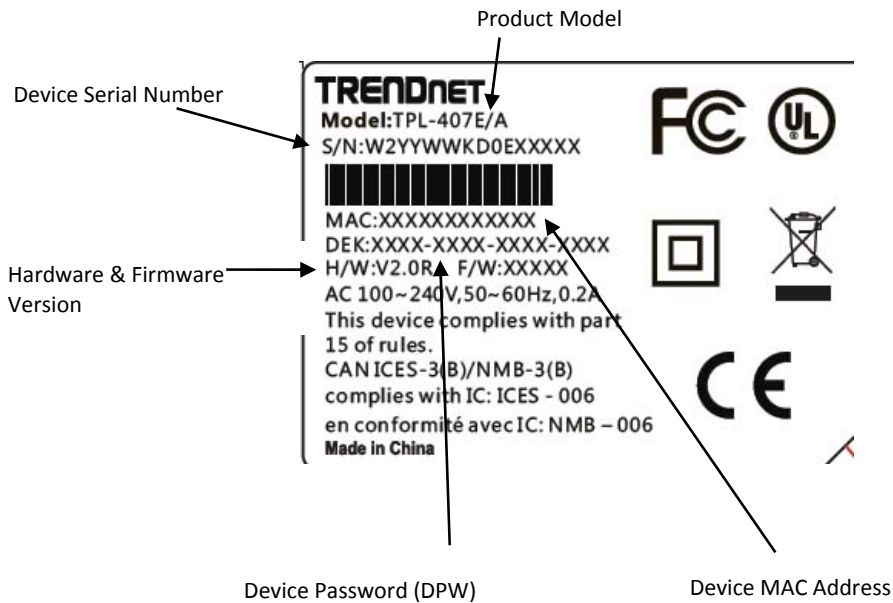 Product Model
Device Serial Number
TRENDNET
Model:TPL-407E/A
S/N:W2YYWWKD0EXXXXX
MAC:XXXXXXXXXXXX
DEK:XXXX-XXXX-XXXX-XXXX
Hardware & Firmware
Version
H/W:V2.0R F/W:XXXXX
AC 100~240V,50~60Hz,0.2A
This device complies with part
15 of rules.
CAN ICES-3(B)/NMB-3(B)
complies with IC: ICES - 006
en conformité avec IC: NMB – 006
Made in China
FC
UL
®
CE
Device Password (DPW)
Device MAC Address